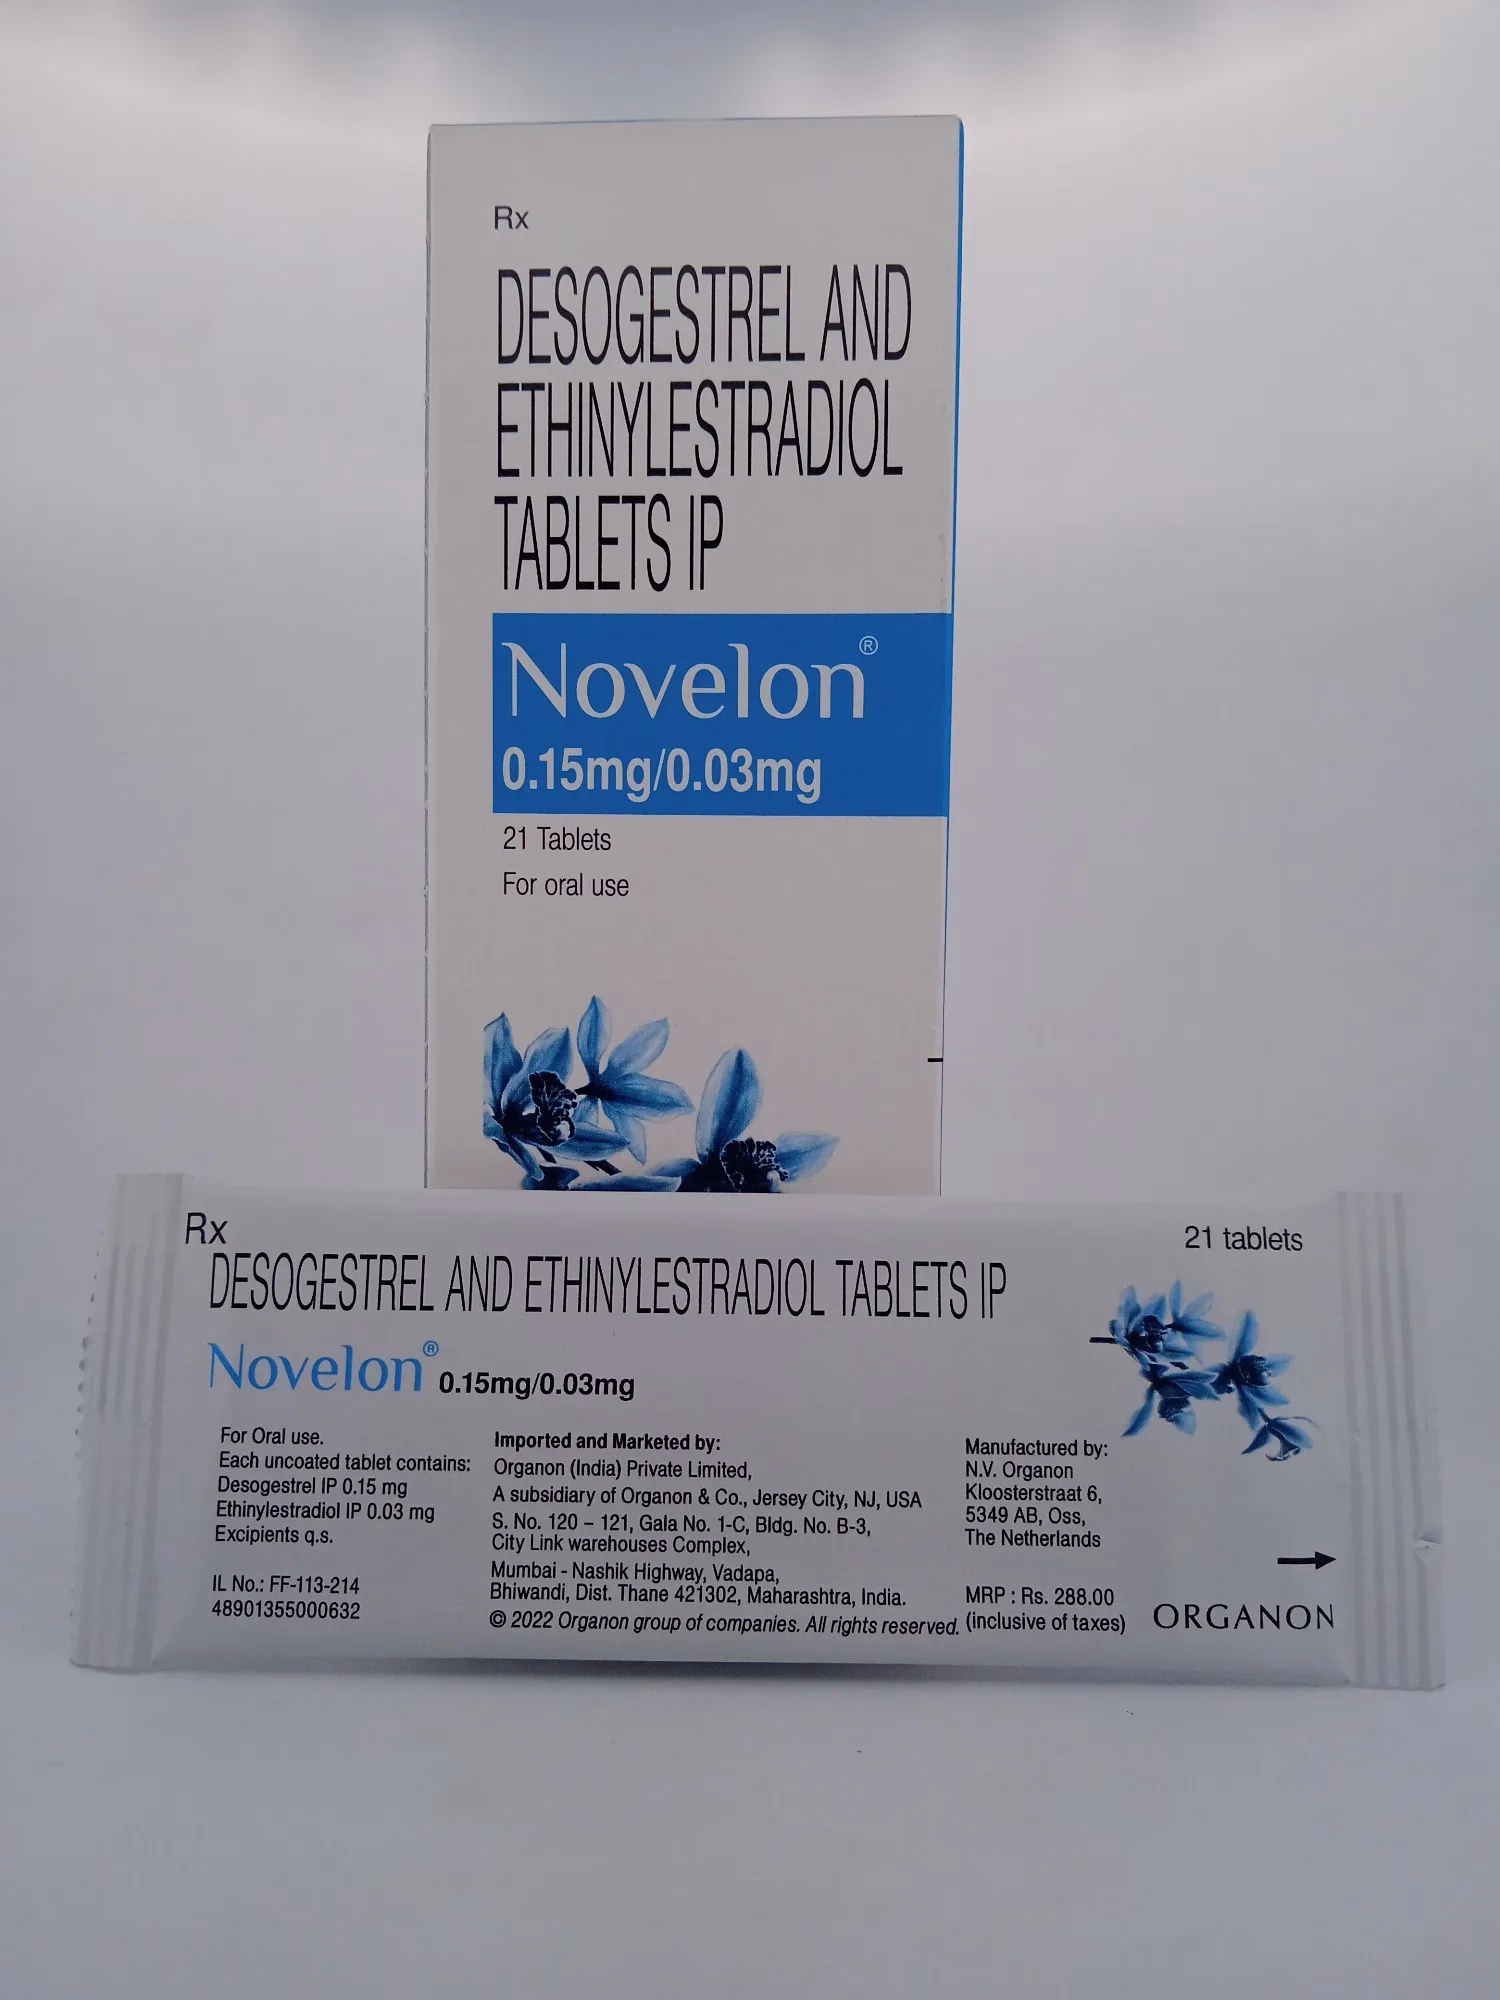 Rx
DESOGESTREL AND
ETHINYLESTRADIOL
TABLETS IP
Novelon®
0.15mg/0.03mg
21 Tablets
For oral use
Rx
21 tablets
DESOGESTREL AND ETHINYLESTRADIOL TABLETS IP
Novelon® 0.15mg/0.03mg
For Oral use.
Each uncoated tablet contains:
Desogestrel IP 0.15 mg
Ethinylestradiol IP 0.03 mg
Excipients q.s.
IL No.: FF-113-214
48901355000632
Imported and Marketed by:
Organon (India) Private Limited,
A subsidiary of Organon & Co., Jersey City, NJ, USA
S. No. 120 – 121, Gala No. 1-C, Bldg. No. B-3,
City Link warehouses Complex,
Mumbai - Nashik Highway, Vadapa,
Bhiwandi, Dist. Thane 421302, Maharashtra, India.
© 2022 Organon group of companies. All rights reserved.
Manufactured by:
N.V. Organon
Kloosterstraat 6,
5349 AB, Oss,
The Netherlands
MRP : Rs. 288.00
(inclusive of taxes)
ORGANON